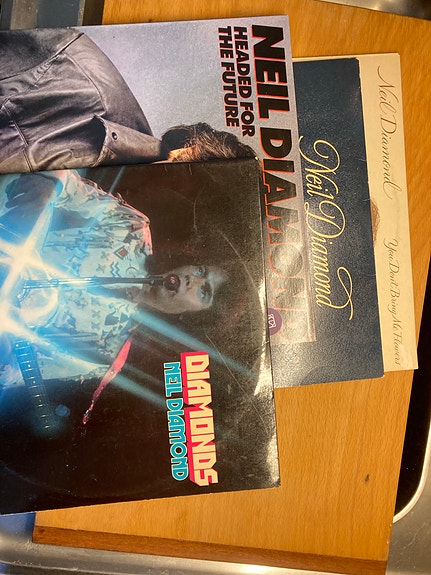 NEIL DIAMOND
HEADED FOR
THE FUTURE
Neil Diamond
Neil Diamond
You Don't Bring Me Flowers
DIAMONDS
NEIL DIAMOND